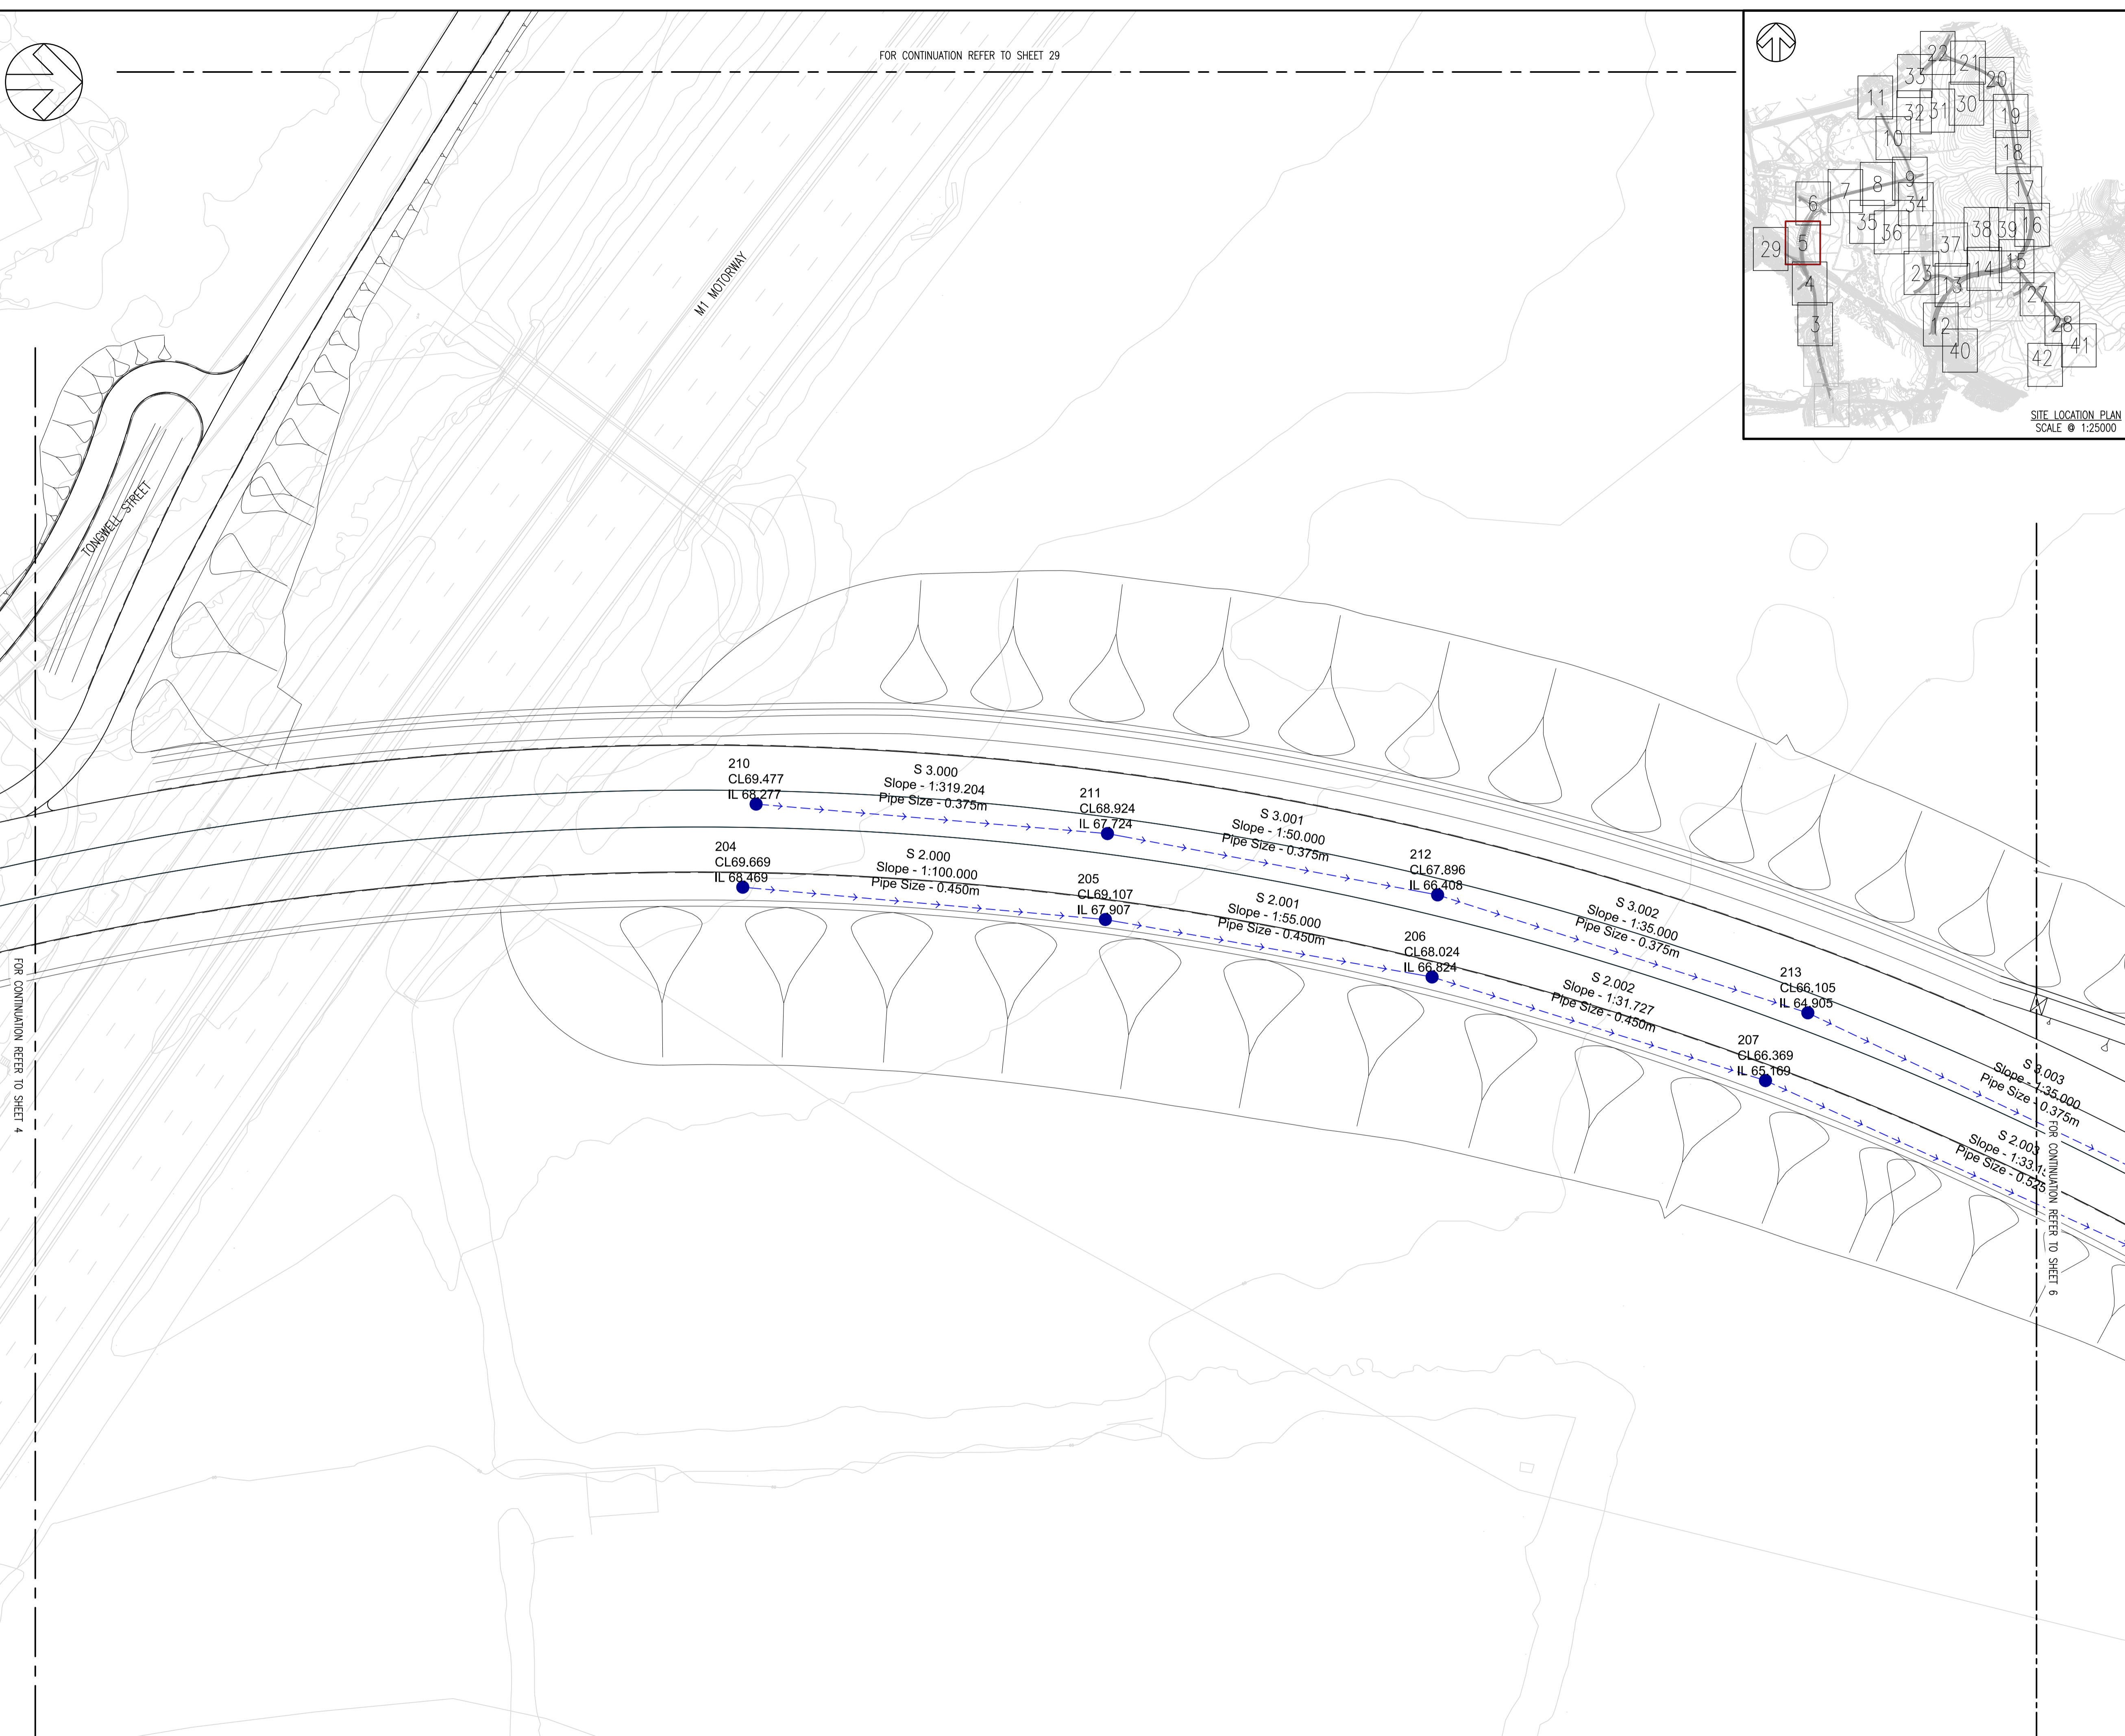 FOR CONTINUATION REFER TO SHEET 29
22
33
21
20
11
32
31
30
19
10
18
9
8
7
17
6
34
35
36
38
39
16
37
29
5
15
4
23
13
14
27
26
25
3
12
28
40
42
41
SITE LOCATION PLAN
SCALE @ 1:25000
M1 MOTORWAY
TONGWELL STREET
210
CL69.477
IL 68.277
S 3.000
Slope - 1:319.204
Pipe Size - 0.375m
211
CL68.924
IL 67.724
S 3.001
Slope - 1:50.000
Pipe Size - 0.375m
212
CL67.896
IL 66.408
S 3.002
Slope - 1:35.000
Pipe Size - 0.375m
213
CL66.105
IL 64.905
S 3.003
Slope - 1:35.000
Pipe Size - 0.375m
204
CL69.669
IL 68.469
S 2.000
Slope - 1:100.000
Pipe Size - 0.450m
205
CL69.107
IL 67.907
S 2.001
Slope - 1:55.000
Pipe Size - 0.450m
206
CL68.024
IL 66.824
S 2.002
Slope - 1:31.727
Pipe Size - 0.450m
207
CL66.369
IL 65.169
S 2.003
Slope - 1:33.1
Pipe Size - 0.525
FOR CONTINUATION REFER TO SHEET 4
FOR CONTINUATION REFER TO SHEET 6